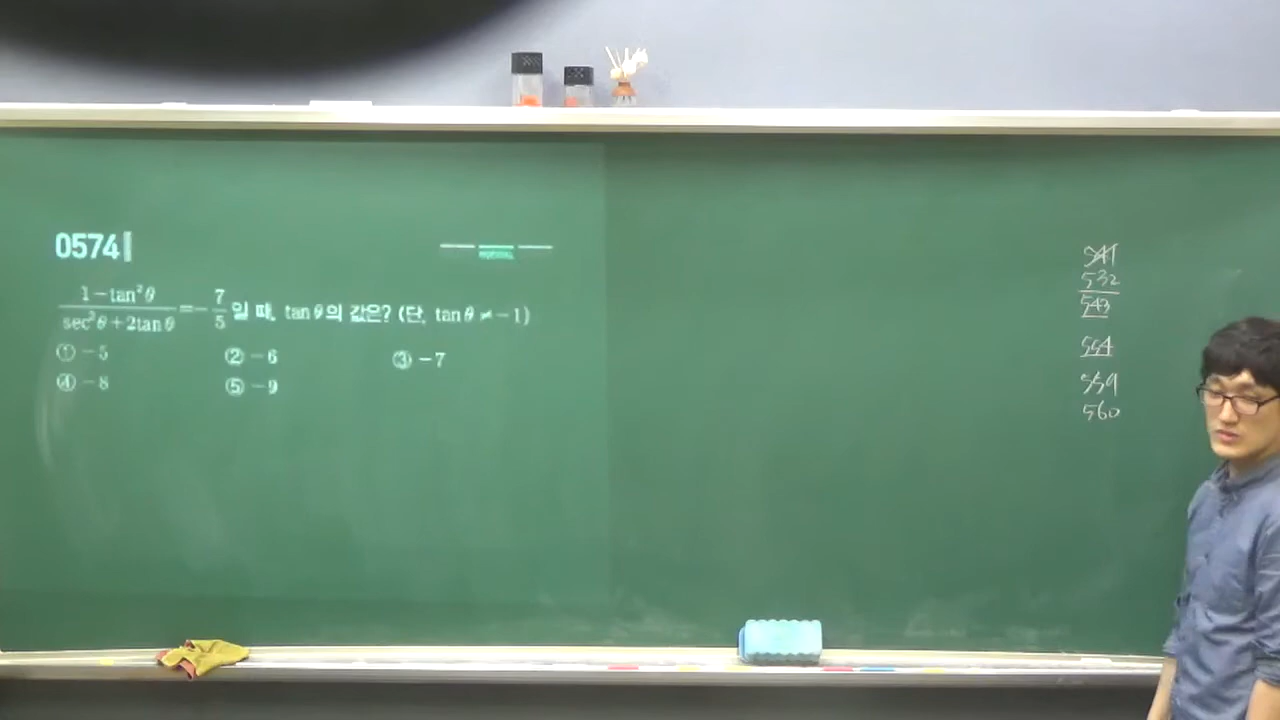 0574
1-tan²θ / sec²θ+2tanθ = -7/5 일 때, tanθ의 값은? (단, tanθ≠-1)
① -5 ② -6 ③ -7
④ -8 ⑤ -9
541
532
543
554
559
560